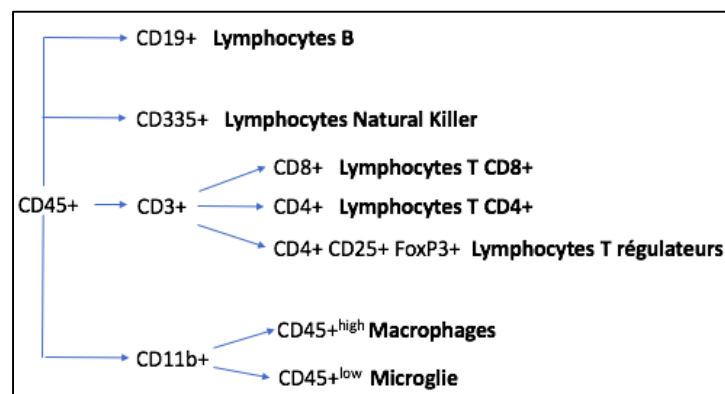 CD19+ Lymphocytes B
CD335+ Lymphocytes Natural Killer
CD8+ Lymphocytes T CD8+
CD45+ CD3+ CD4+ Lymphocytes T CD4+
CD4+ CD25+ FoxP3+ Lymphocytes T régulateurs
CD45+high Macrophages
CD11b+
CD45+low Microglie